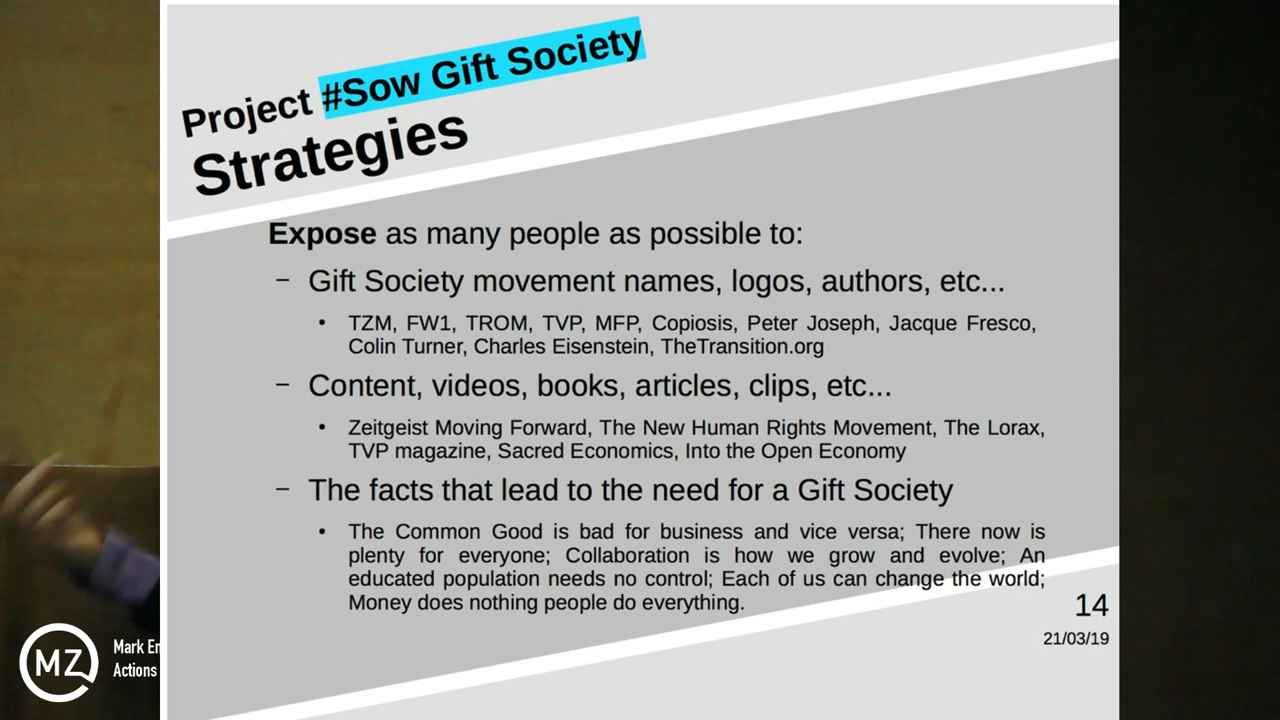 Project #Sow Gift Society
Strategies
Expose as many people as possible to:
– Gift Society movement names, logos, authors, etc...
• TZM, FW1, TROM, TVP, MFP, Copiosis, Peter Joseph, Jacque Fresco,
Colin Turner, Charles Eisenstein, TheTransition.org
– Content, videos, books, articles, clips, etc...
• Zeitgeist Moving Forward, The New Human Rights Movement, The Lorax,
TVP magazine, Sacred Economics, Into the Open Economy
– The facts that lead to the need for a Gift Society
• The Common Good is bad for business and vice versa; There now is
plenty for everyone; Collaboration is how we grow and evolve; An
educated population needs no control; Each of us can change the world;
Money does nothing people do everything.
14
21/03/19
MZ
Mark En
Actions